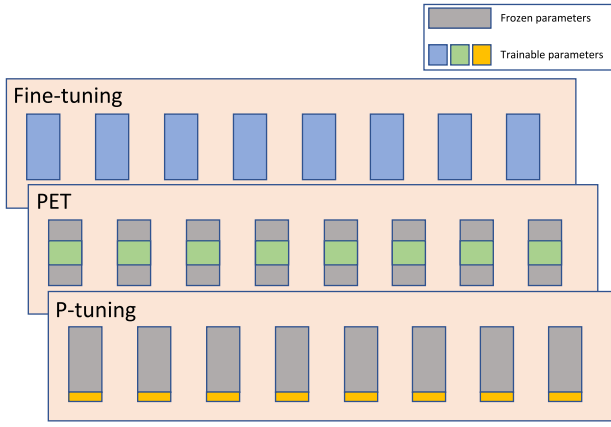 Frozen parameters
Trainable parameters
Fine-tuning
PET
P-tuning